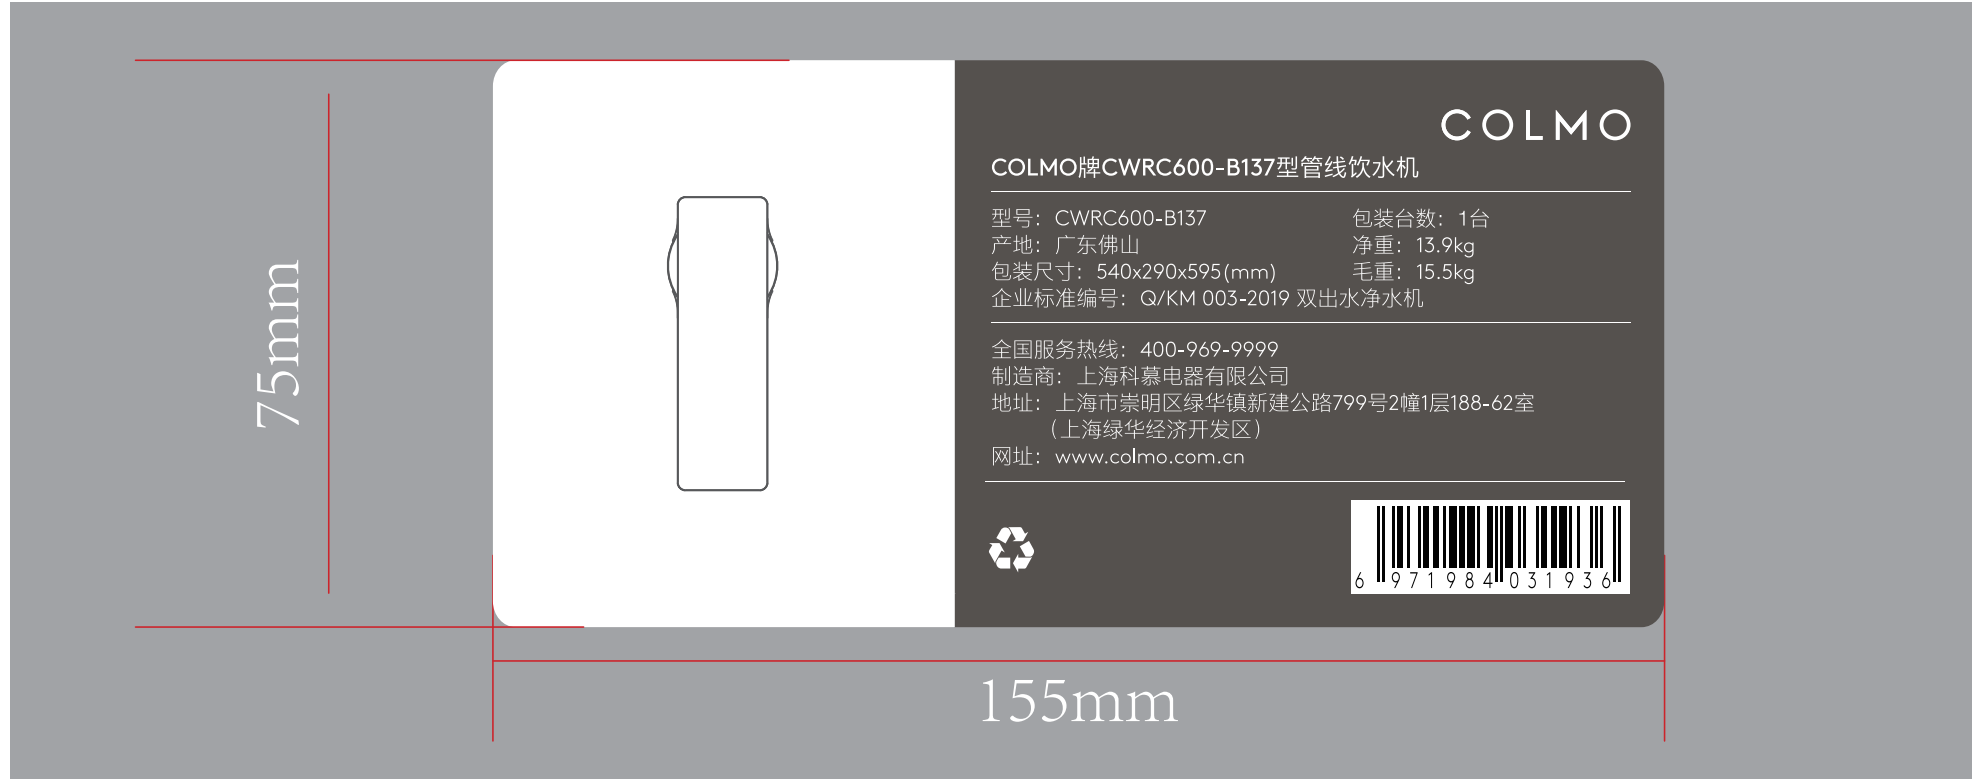 COLMO
COLMO牌CWRC600-B137型管线饮水机
型号：CWRC600-B137 包装台数：1台
产地：广东佛山 净重：13.9kg
包装尺寸：540x290x595(mm) 毛重：15.5kg
企业标准编号：Q/KM 003-2019 双出水净水机
全国服务热线：400-969-9999
制造商：上海科慕电器有限公司
地址：上海市崇明区绿华镇新建公路799号2幢1层188-62室
（上海绿华经济开发区）
网址：www.colmo.com.cn
6 971984 031936
75mm
155mm